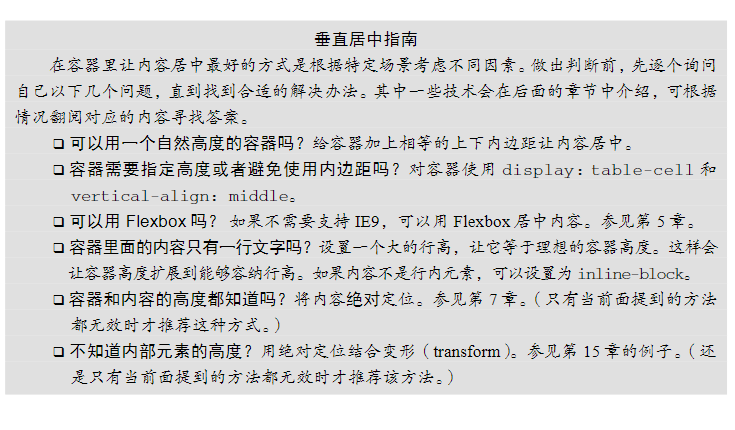 垂直居中指南
在容器里让内容居中最好的方式是根据特定场景考虑不同因素。做出判断前，先逐个询问
自己以下几个问题，直到找到合适的解决办法。其中一些技术会在后面的章节中介绍，可根据
情况翻阅对应的内容寻找答案。
❑ 可以用一个自然高度的容器吗？给容器加上相等的上下内边距让内容居中。
❑ 容器需要指定高度或者避免使用内边距吗？对容器使用 display: table-cell 和
vertical-align: middle。
❑ 可以用 Flexbox 吗？ 如果不需要支持 IE9，可以用 Flexbox 居中内容。参见第 5 章。
❑ 容器里面的内容只有一行文字吗？设置一个大的行高，让它等于理想的容器高度。这样会
让容器高度扩展到能够容纳行高。如果内容不是行内元素，可以设置为 inline-block。
❑ 容器和内容的高度都知道吗？将内容绝对定位。参见第 7 章。（只有当前面提到的方法
都无效时才推荐这种方式。）
❑ 不知道内部元素的高度？用绝对定位结合变形（transform）。参见第 15 章的例子。（还
是只有当前面提到的方法都无效时才推荐该方法。）